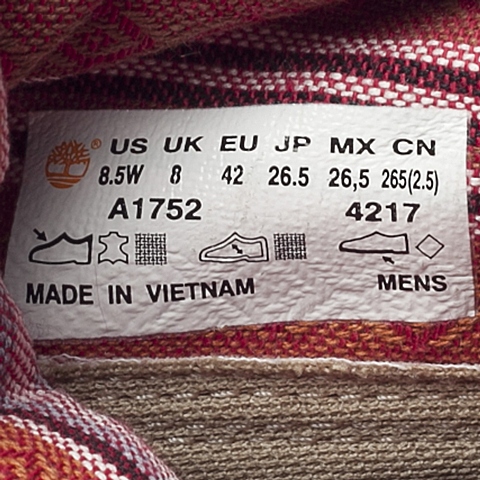 ® US UK EU JP MX CN
8.5W 8 42 26.5 26,5 265(2.5)
A1752 4217
MADE IN VIETNAM MENS